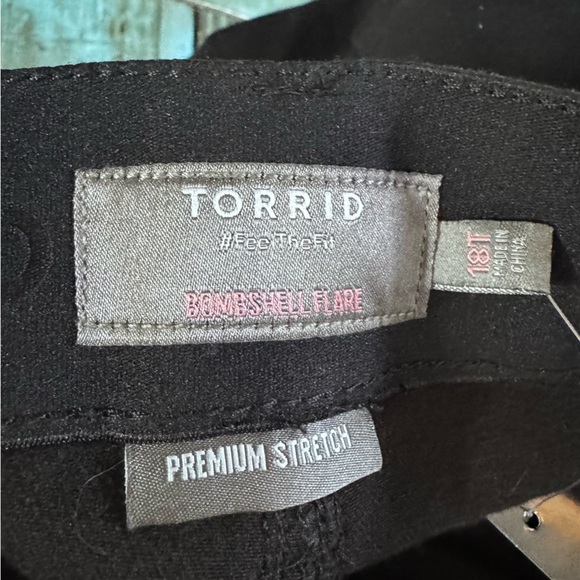 TORRID
#FeelTheFit
BOMBSHELL FLARE
18T
MADE IN
CHINA
PREMIUM STRETCH